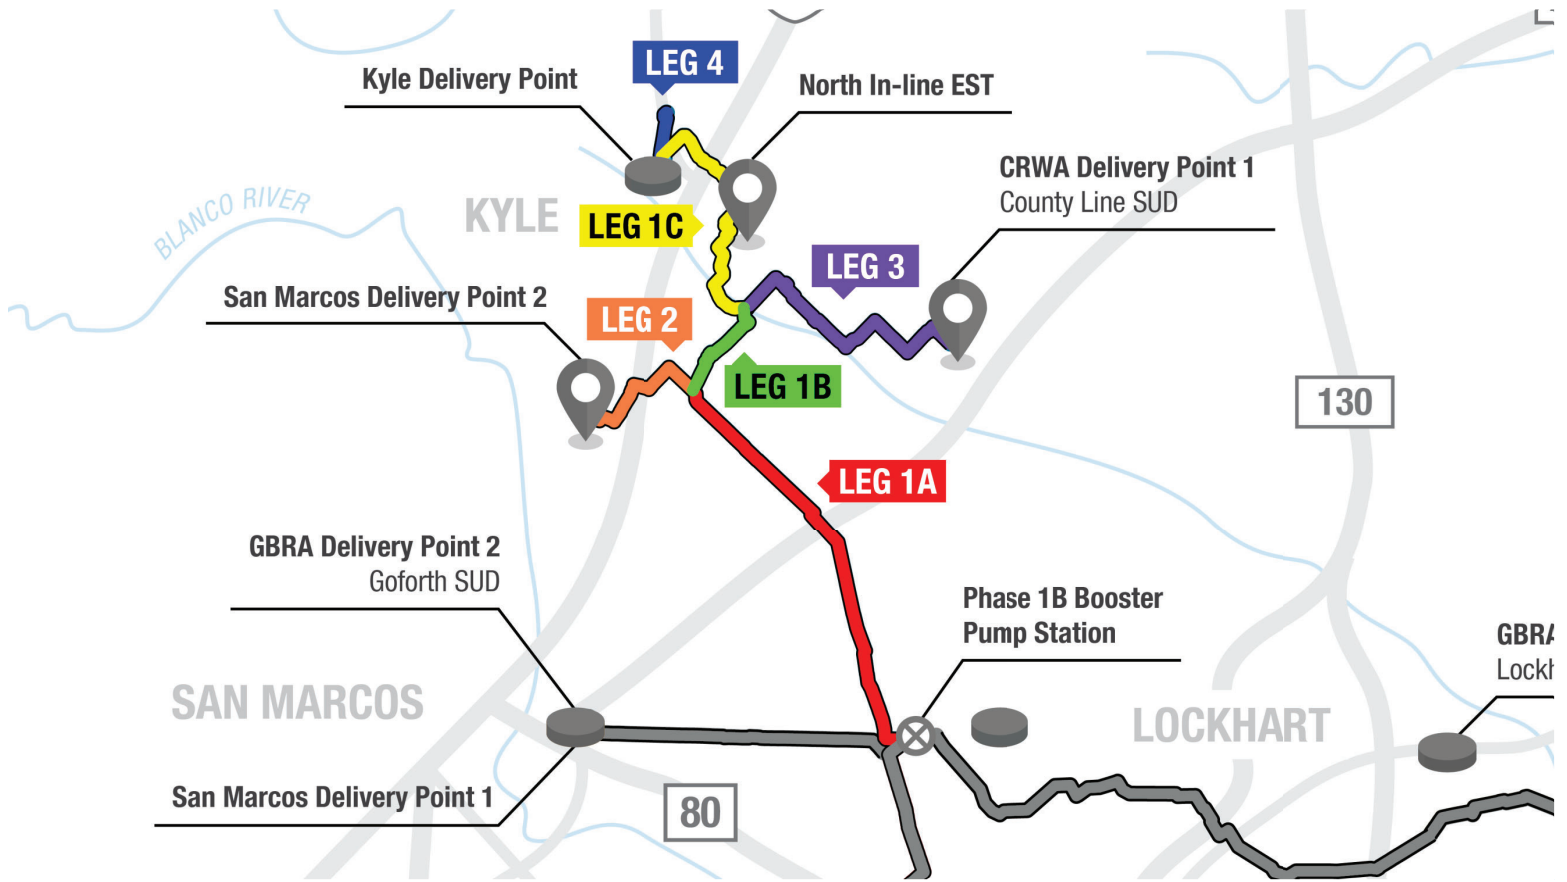 LEG 4
Kyle Delivery Point
North In-line EST
CRWA Delivery Point 1
County Line SUD
BLANCO RIVER
KYLE
LEG 1C
LEG 3
San Marcos Delivery Point 2
LEG 2
LEG 1B
130
LEG 1A
GBRA Delivery Point 2
Goforth SUD
Phase 1B Booster
Pump Station
GBRA
SAN MARCOS
LOCKHART
San Marcos Delivery Point 1
80